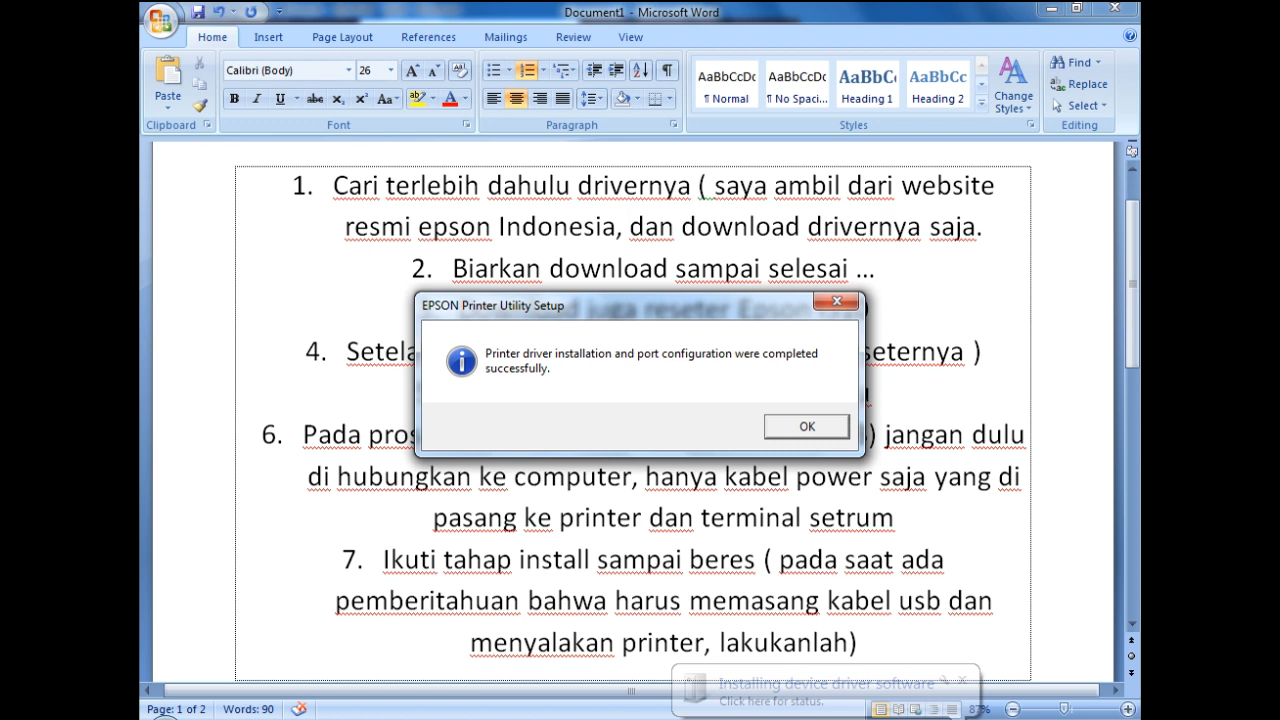 Document1 - Microsoft Word
Home Insert Page Layout References Mailings Review View
Paste
Calibri (Body) 26
AaBbCcDc AaBbCcDc AaBbC AaBbCc
¶ Normal ¶ No Spaci... Heading 1 Heading 2
Change Styles
Find
Replace
Select
Clipboard Font Paragraph Styles Editing
1. Cari terlebih dahulu drivernya ( saya ambil dari website
resmi epson Indonesia, dan download drivernya saja.
2. Biarkan download sampai selesai ...
juga reseter
EPSON Printer Utility Setup
Printer driver installation and port configuration were completed
successfully.
OK
4. Setela seternya )
6. Pada pros ) jangan dulu
di hubungkan ke computer, hanya kabel power saja yang di
pasang ke printer dan terminal setrum
7. Ikuti tahap install sampai beres ( pada saat ada
pemberitahuan bahwa harus memasang kabel usb dan
menyalakan printer, lakukanlah)
Installing device driver software
Click here for status.
Page: 1 of 2 Words: 90 87%